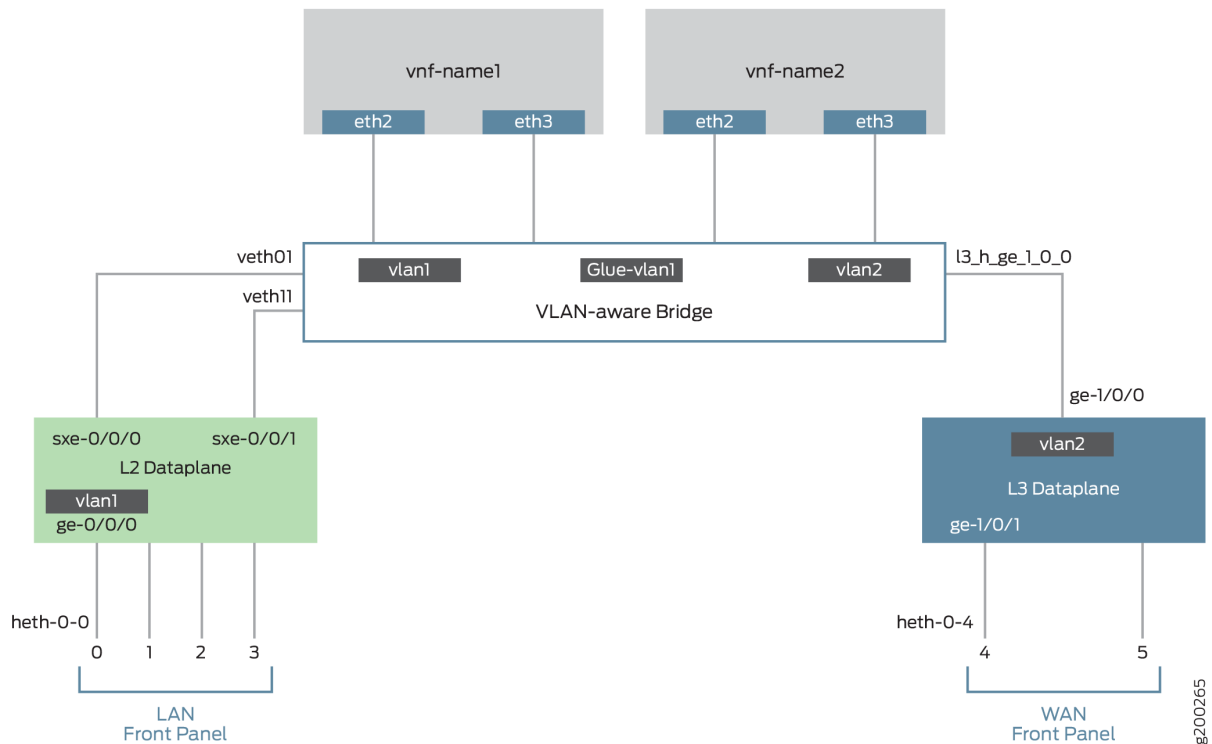 vnf-name1
vnf-name2
eth2
eth3
eth2
eth3
veth01
l3_h_ge_1_0_0
vlan1
Glue-vlan1
vlan2
veth11
VLAN-aware Bridge
ge-1/0/0
sxe-0/0/0
sxe-0/0/1
L2 Dataplane
vlan1
ge-0/0/0
vlan2
L3 Dataplane
ge-1/0/1
heth-0-0
0
1
2
3
LAN
Front Panel
heth-0-4
4
5
WAN
Front Panel
g200265